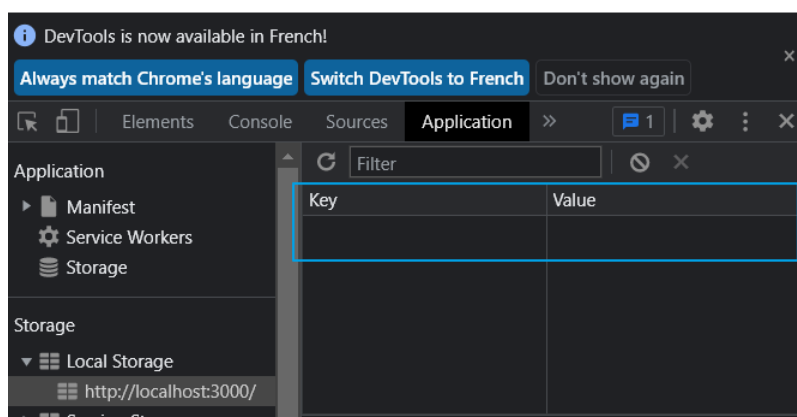 DevTools is now available in French!
Always match Chrome's language Switch DevTools to French Don't show again
Elements Console Sources Application 1
Application Filter
Key Value
Manifest
Service Workers
Storage
Storage
Local Storage
http://localhost:3000/